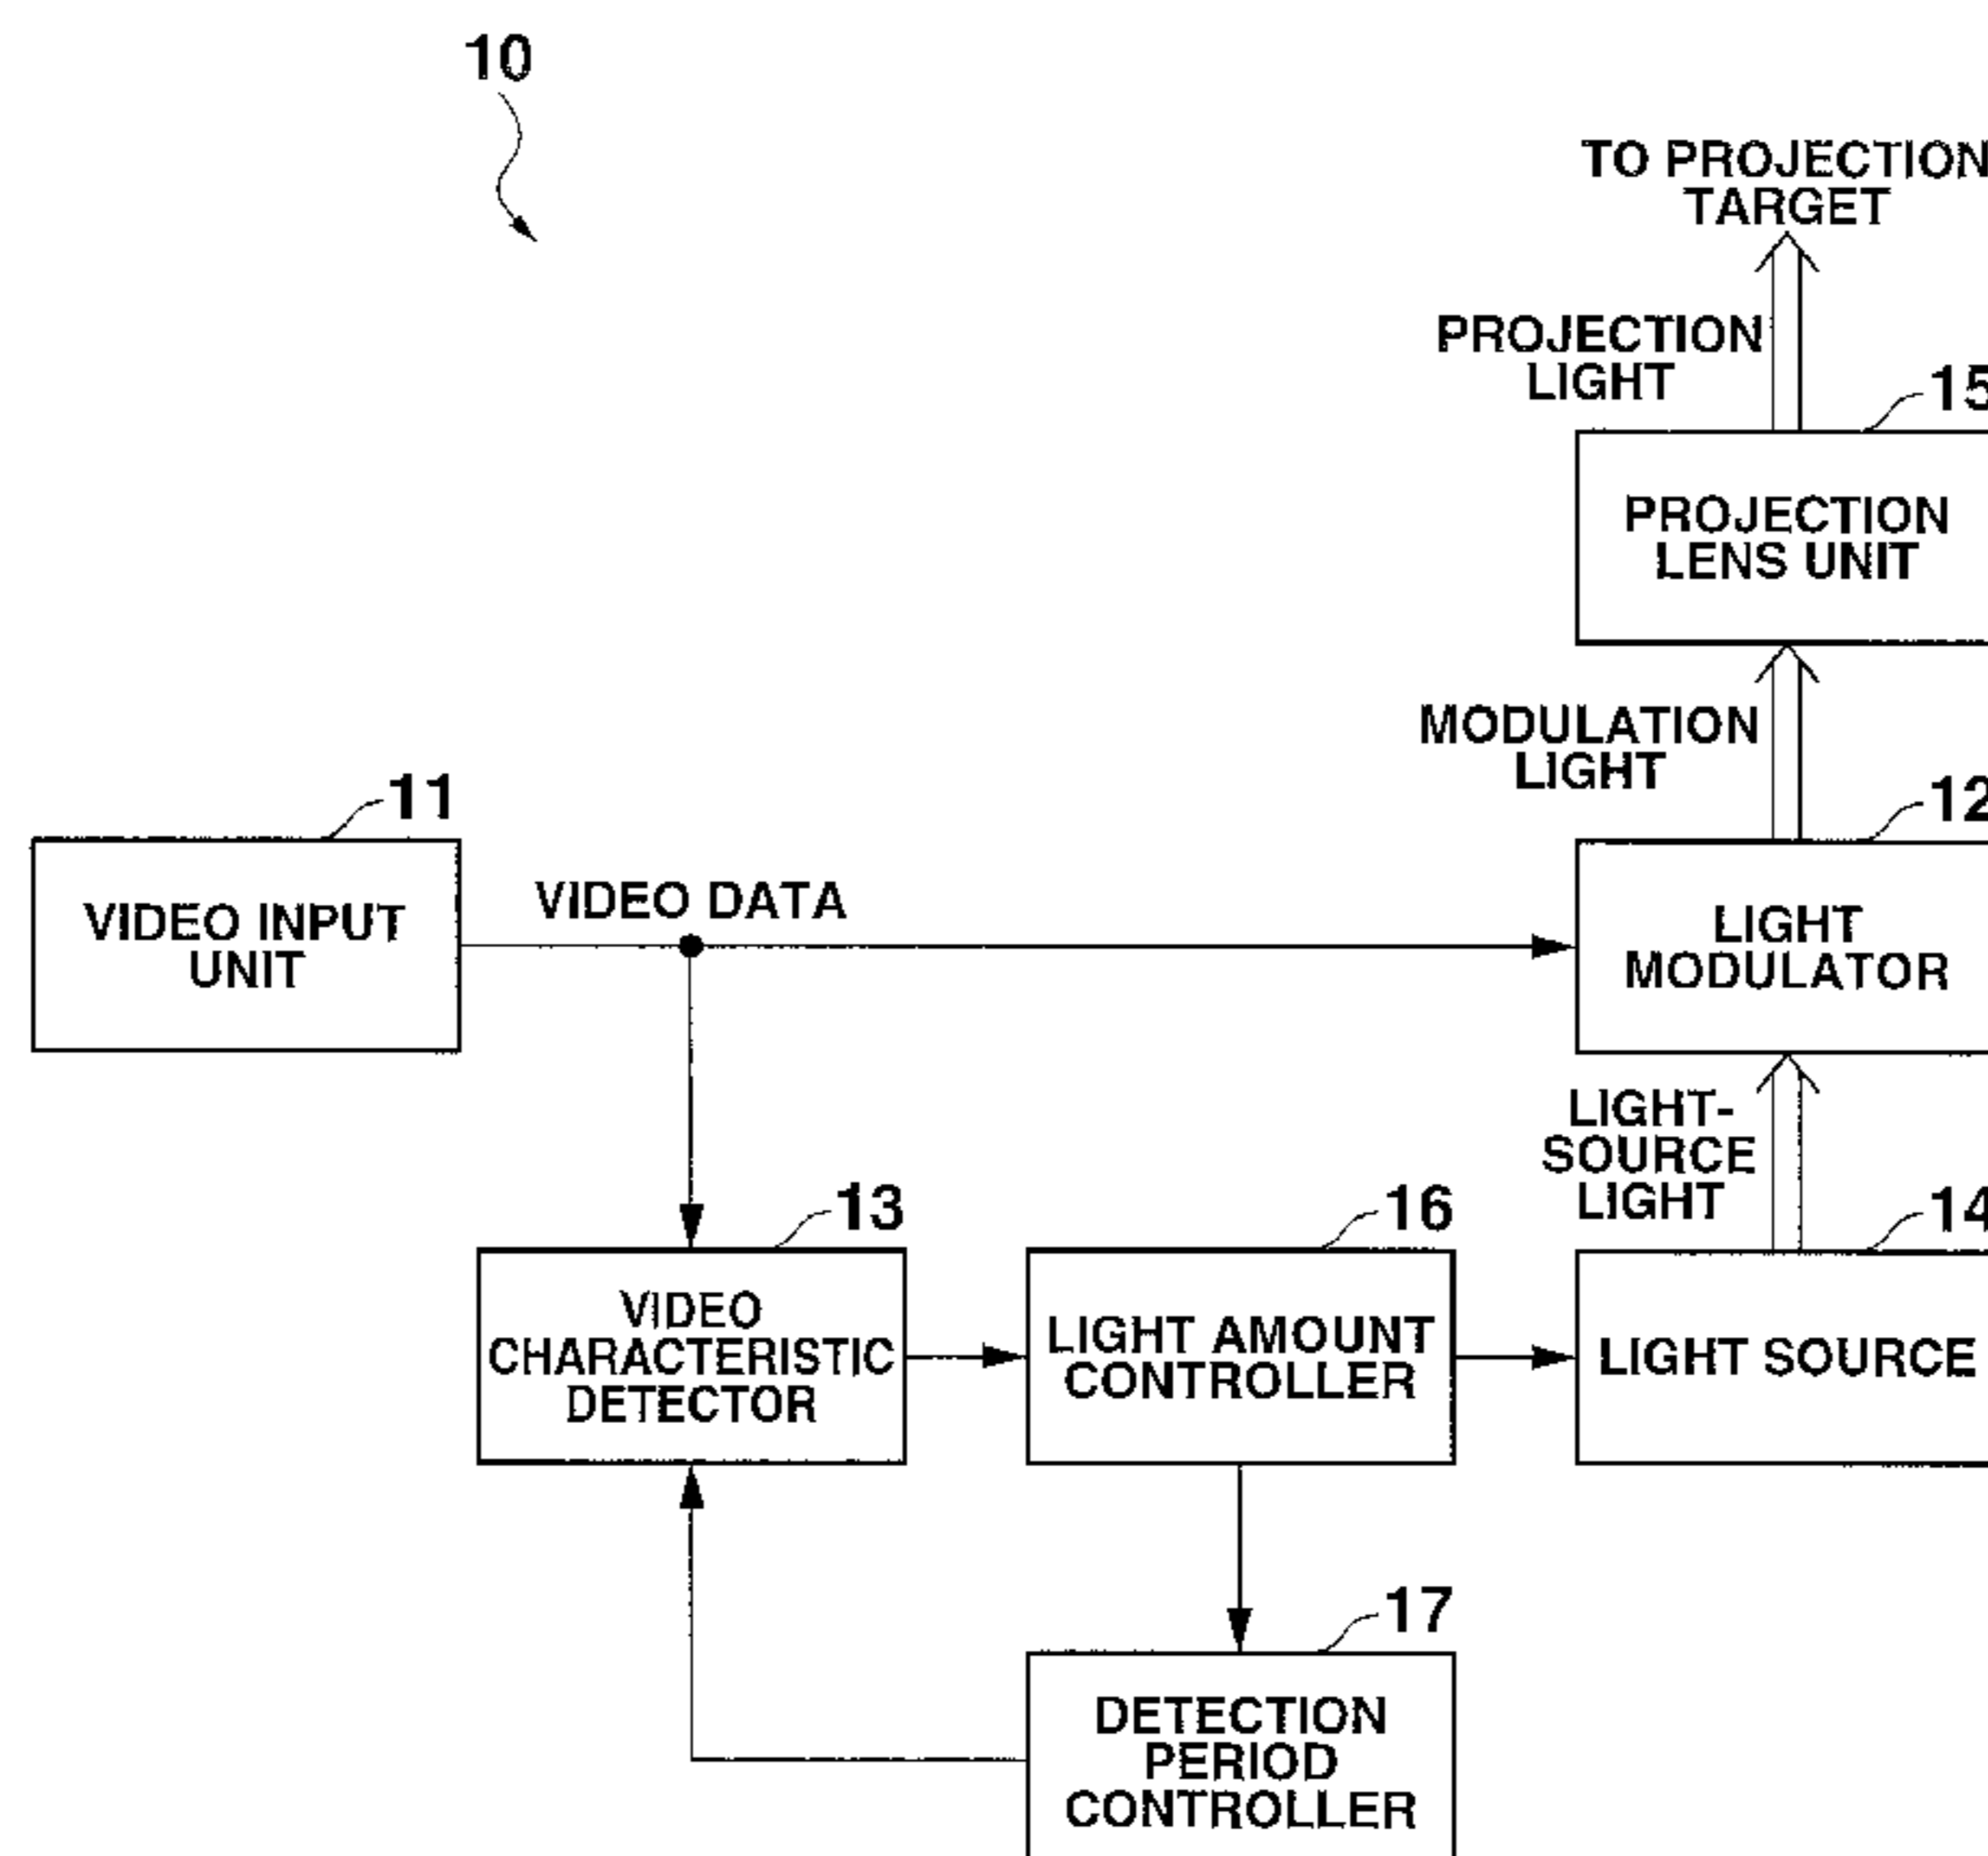 10
TO PROJECTION
TARGET
PROJECTION
LIGHT
15
PROJECTION
LENS UNIT
MODULATION
LIGHT
11
12
VIDEO INPUT
UNIT
VIDEO DATA
LIGHT
MODULATOR
LIGHT-
SOURCE
LIGHT
13
16
14
VIDEO
CHARACTERISTIC
DETECTOR
LIGHT AMOUNT
CONTROLLER
LIGHT SOURCE
17
DETECTION
PERIOD
CONTROLLER